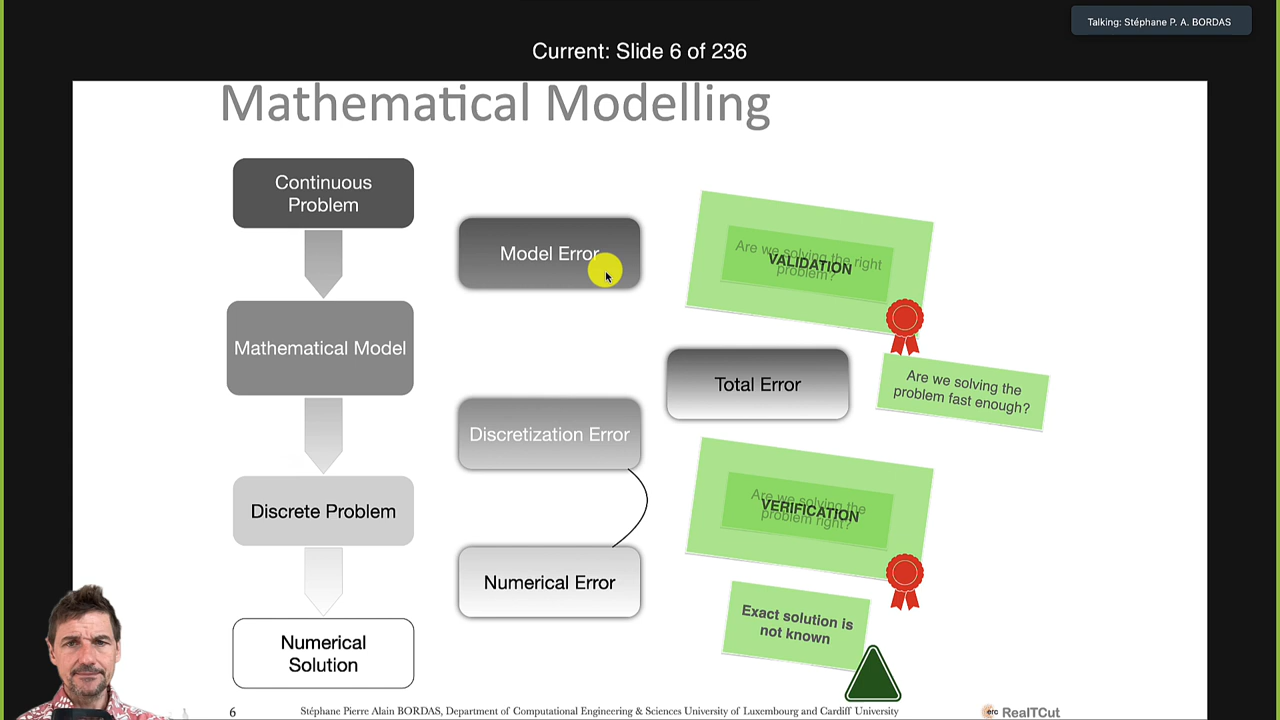 Talking: Stéphane P. A. BORDAS
Current: Slide 6 of 236
Mathematical Modelling
Continuous
Problem
Model Error
Are we solving the right
problem?
VALIDATION
Mathematical Model
Total Error
Are we solving the
problem fast enough?
Discretization Error
Are we solving the
problem right?
VERIFICATION
Discrete Problem
Numerical Error
Exact solution is
not known
Numerical
Solution
6
Stéphane Pierre Alain BORDAS, Department of Computational Engineering & Sciences University of Luxembourg and Cardiff University
erc RealTCut